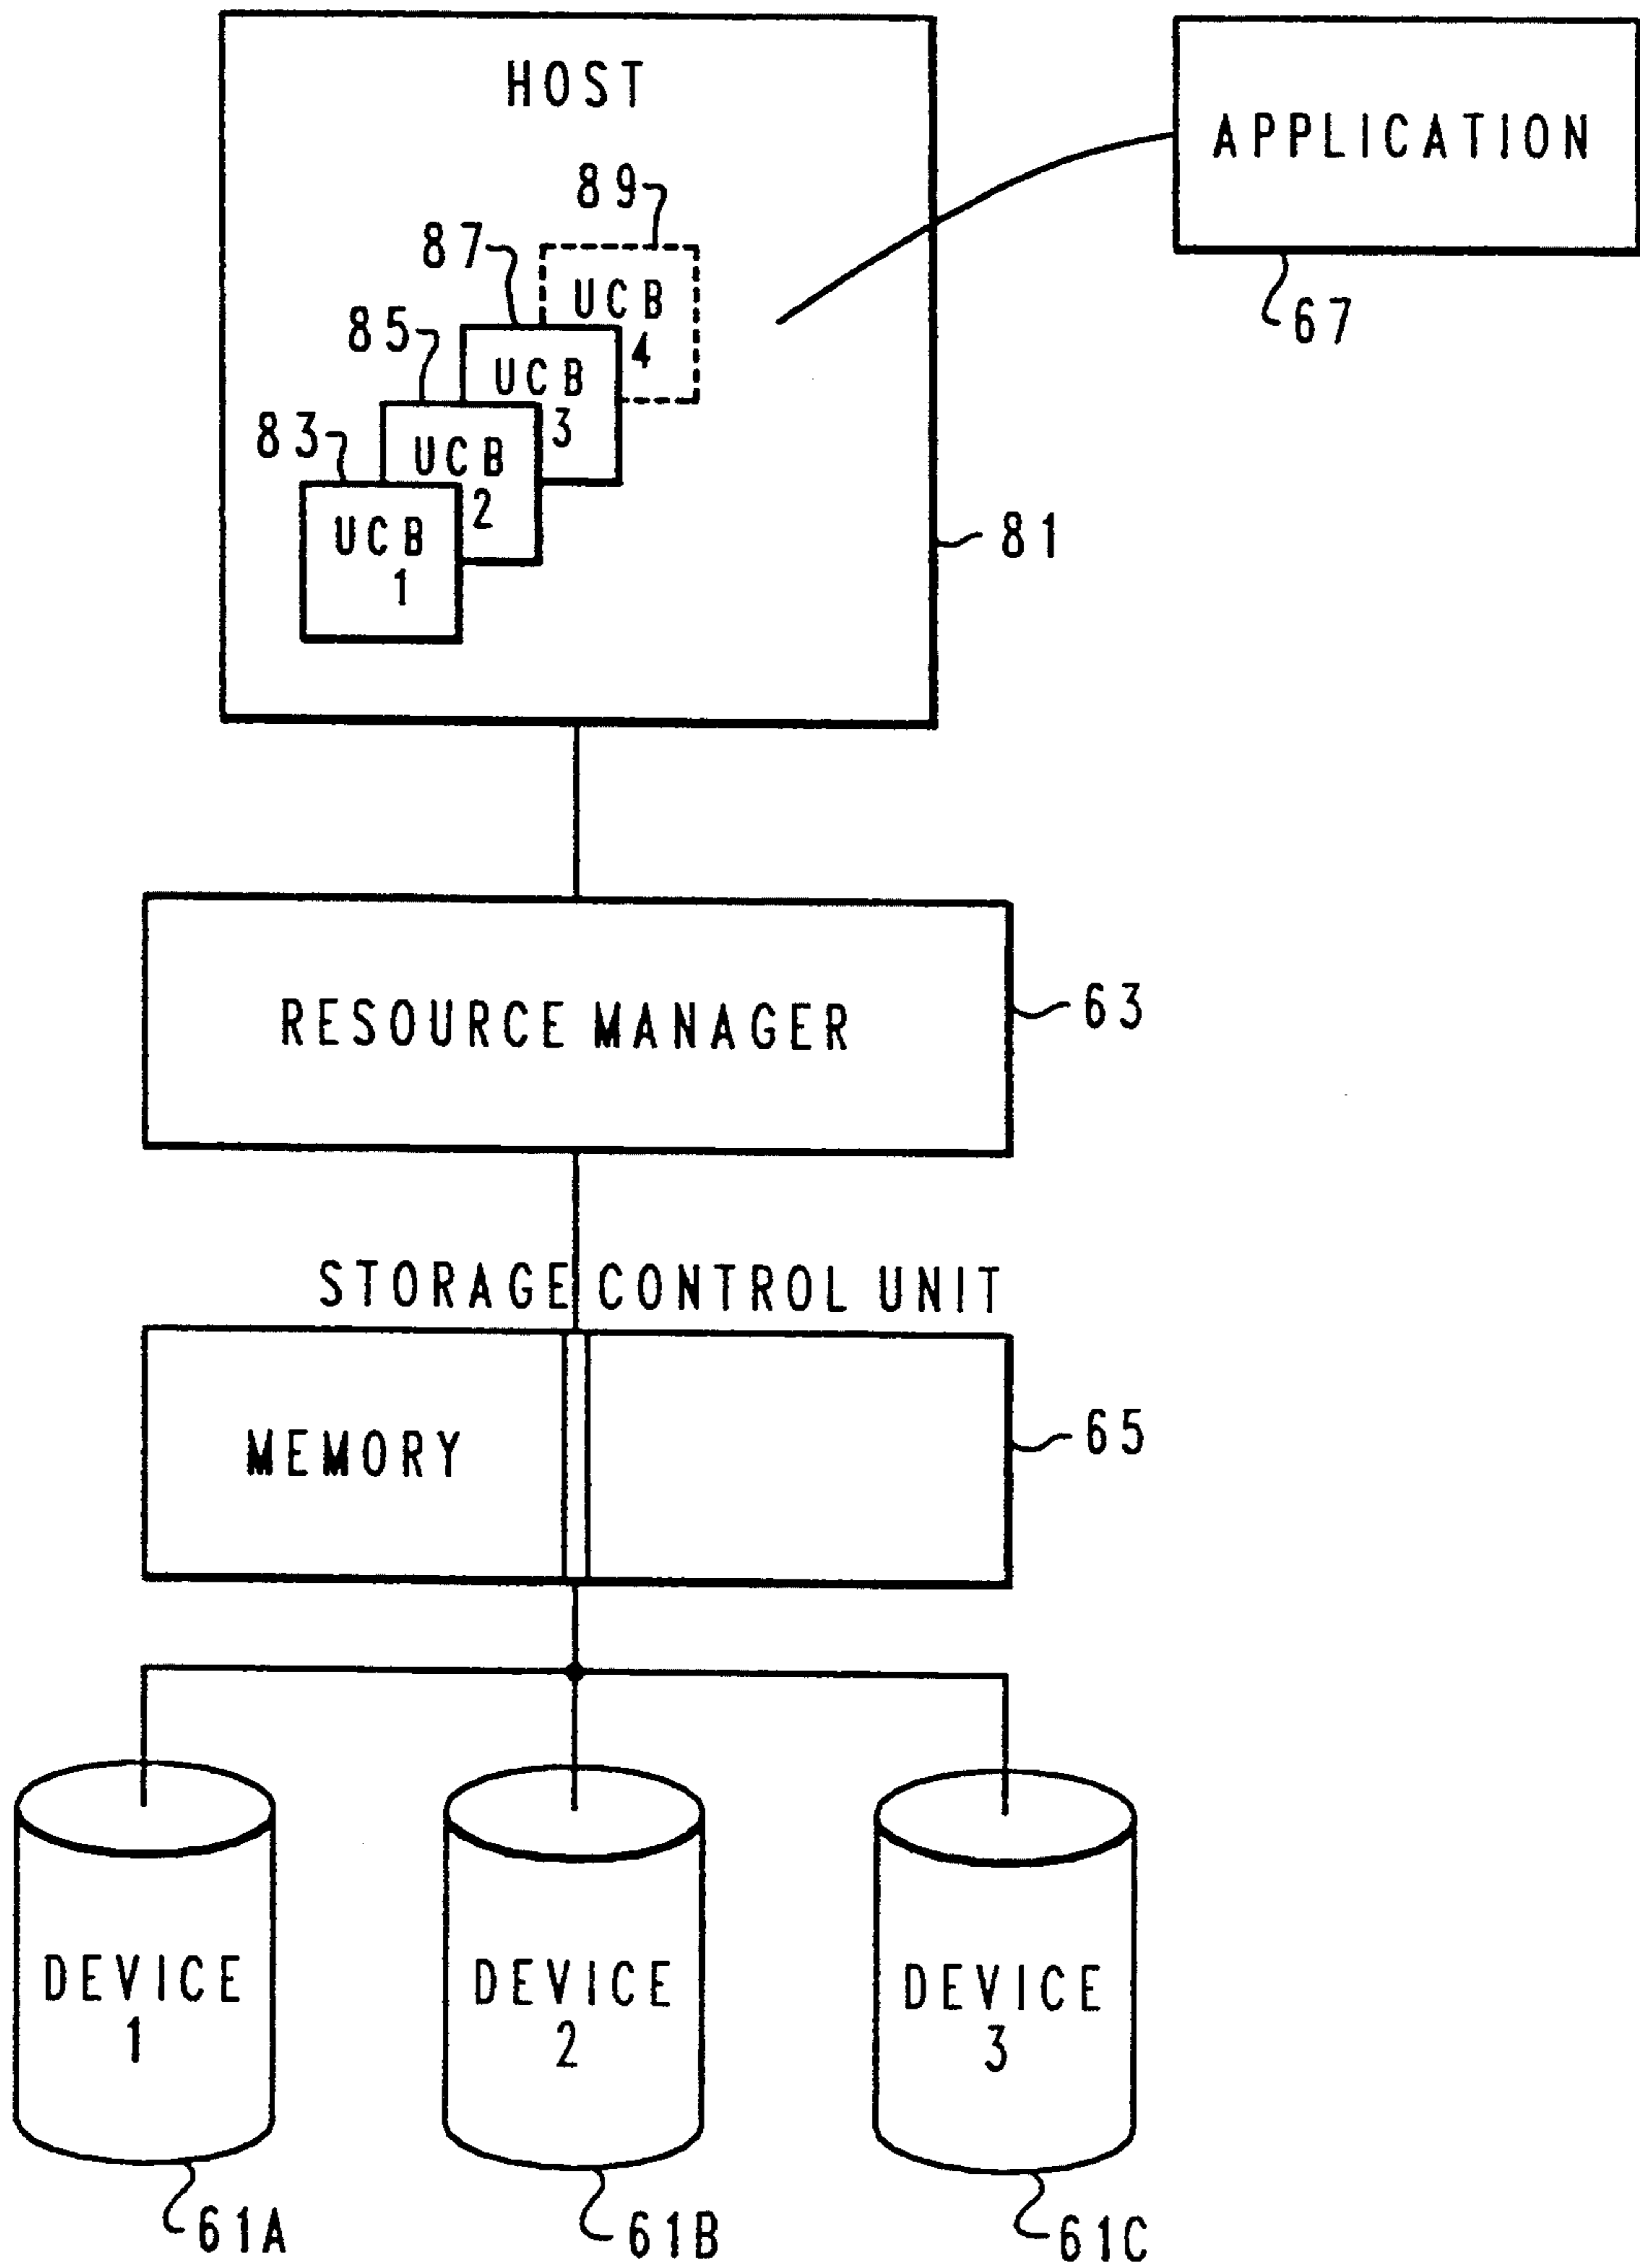 HOST
APPLICATION
67
89
UCB
4
87
UCB
3
85
UCB
2
83
UCB
1
81
RESOURCE MANAGER
63
STORAGE CONTROL UNIT
MEMORY
65
DEVICE
1
DEVICE
2
DEVICE
3
61A
61B
61C